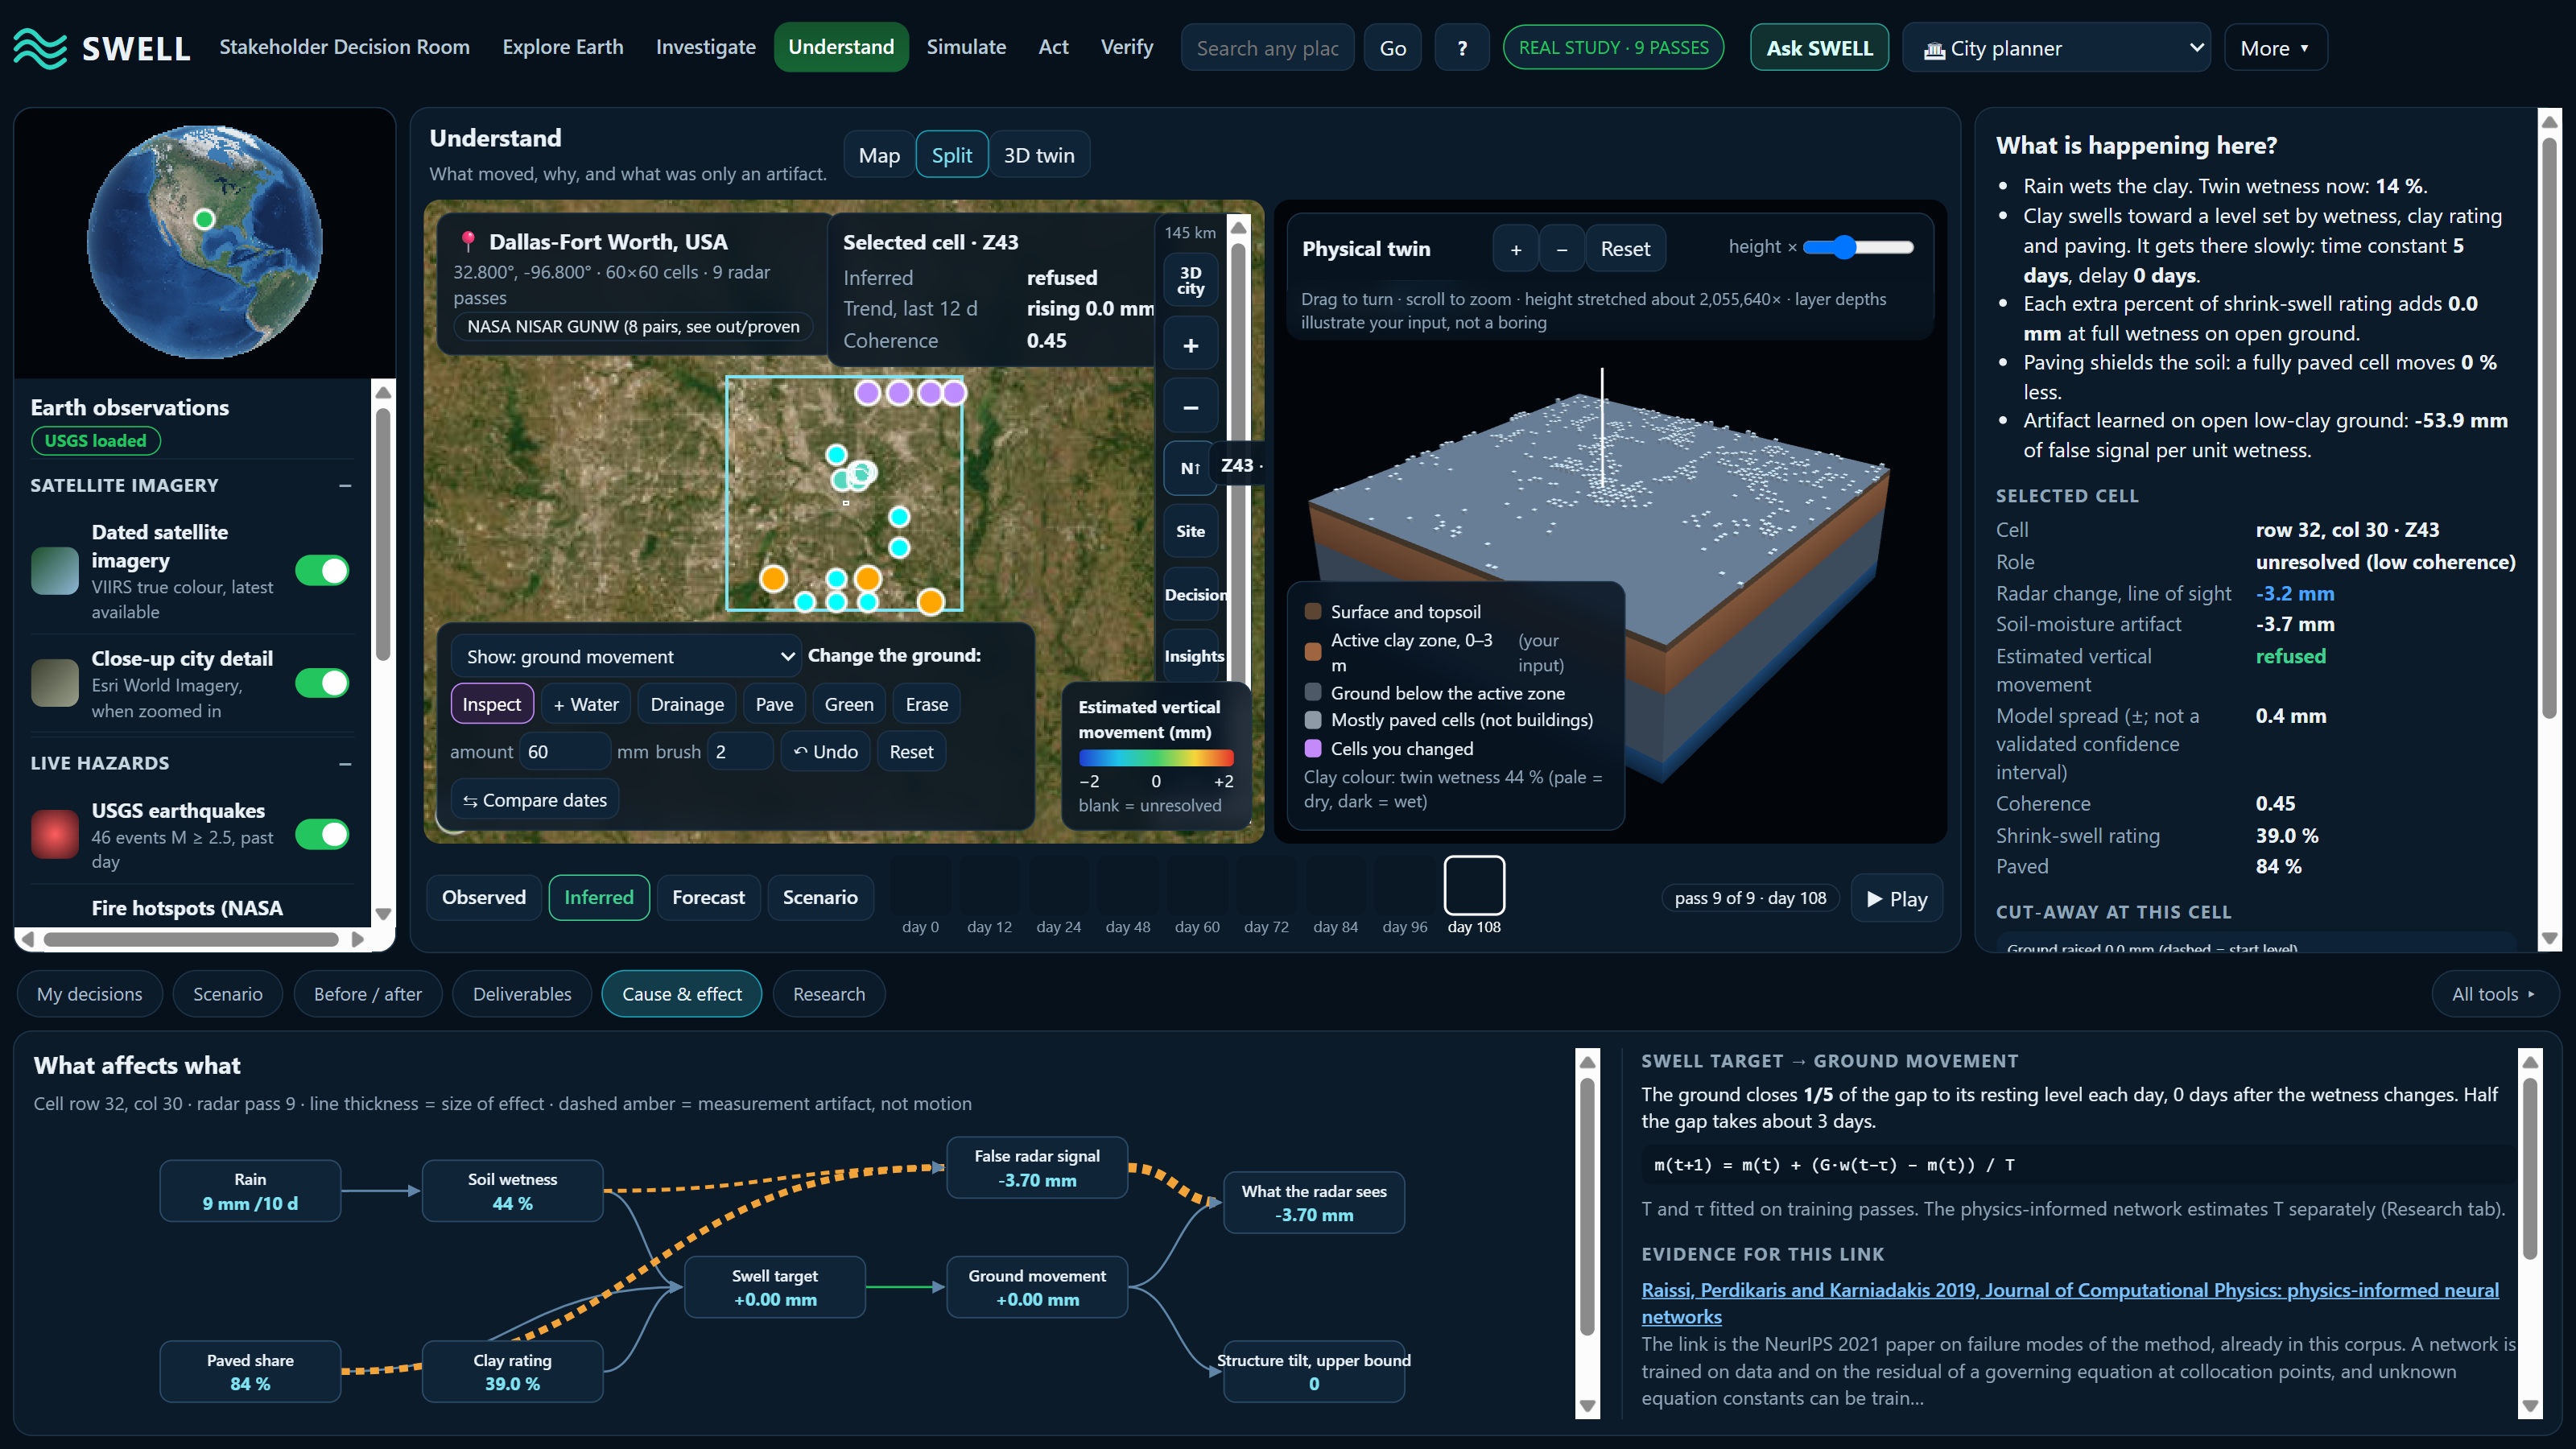 SWELL
Stakeholder Decision Room
Explore Earth
Investigate
Understand
Simulate
Act
Verify
Search any plac
Go
?
REAL STUDY · 9 PASSES
Ask SWELL
City planner
More ▾
Earth observations
USGS loaded
SATELLITE IMAGERY
–
Dated satellite
imagery
VIIRS true colour, latest
available
Close-up city detail
Esri World Imagery,
when zoomed in
LIVE HAZARDS
–
USGS earthquakes
46 events M ≥ 2.5, past
day
Fire hotspots (NASA
Understand
What moved, why, and what was only an artifact.
Map
Split
3D twin
Dallas-Fort Worth, USA
32.800°, -96.800° · 60×60 cells · 9 radar
passes
NASA NISAR GUNW (8 pairs, see out/proven
Selected cell · Z43
Inferred refused
Trend, last 12 d rising 0.0 mm
Coherence 0.45
145 km
3D
city
+
−
N↑
Z43 ·
Site
Decision
Insights
Show: ground movement
Change the ground:
Inspect
+ Water
Drainage
Pave
Green
Erase
amount 60 mm brush 2
↶ Undo
Reset
⇆ Compare dates
Estimated vertical
movement (mm)
−2 0 +2
blank = unresolved
Physical twin
+
−
Reset
height ×
Drag to turn · scroll to zoom · height stretched about 2,055,640× · layer depths
illustrate your input, not a boring
Surface and topsoil
Active clay zone, 0–3
m
(your
input)
Ground below the active zone
Mostly paved cells (not buildings)
Cells you changed
Clay colour: twin wetness 44 % (pale =
dry, dark = wet)
Observed
Inferred
Forecast
Scenario
day 0
day 12
day 24
day 48
day 60
day 72
day 84
day 96
day 108
pass 9 of 9 · day 108
▶ Play
What is happening here?
• Rain wets the clay. Twin wetness now: 14 %.
• Clay swells toward a level set by wetness, clay rating
and paving. It gets there slowly: time constant 5
days, delay 0 days.
• Each extra percent of shrink-swell rating adds 0.0
mm at full wetness on open ground.
• Paving shields the soil: a fully paved cell moves 0 %
less.
• Artifact learned on open low-clay ground: -53.9 mm
of false signal per unit wetness.
SELECTED CELL
Cell row 32, col 30 · Z43
Role unresolved (low coherence)
Radar change, line of sight -3.2 mm
Soil-moisture artifact -3.7 mm
Estimated vertical
movement
refused
Model spread (±; not a
validated confidence
interval)
0.4 mm
Coherence 0.45
Shrink-swell rating 39.0 %
Paved 84 %
CUT-AWAY AT THIS CELL
Ground raised 0.0 mm (dashed = start level)
My decisions
Scenario
Before / after
Deliverables
Cause & effect
Research
All tools ▸
What affects what
Cell row 32, col 30 · radar pass 9 · line thickness = size of effect · dashed amber = measurement artifact, not motion
Rain
9 mm /10 d
Soil wetness
44 %
False radar signal
-3.70 mm
What the radar sees
-3.70 mm
Swell target
+0.00 mm
Ground movement
+0.00 mm
Paved share
84 %
Clay rating
39.0 %
Structure tilt, upper bound
0
SWELL TARGET → GROUND MOVEMENT
The ground closes 1/5 of the gap to its resting level each day, 0 days after the wetness changes. Half
the gap takes about 3 days.
m(t+1) = m(t) + (G·w(t−τ) − m(t)) / T
T and τ fitted on training passes. The physics-informed network estimates T separately (Research tab).
EVIDENCE FOR THIS LINK
Raissi, Perdikaris and Karniadakis 2019, Journal of Computational Physics: physics-informed neural
networks
The link is the NeurIPS 2021 paper on failure modes of the method, already in this corpus. A network is
trained on data and on the residual of a governing equation at collocation points, and unknown
equation constants can be train...